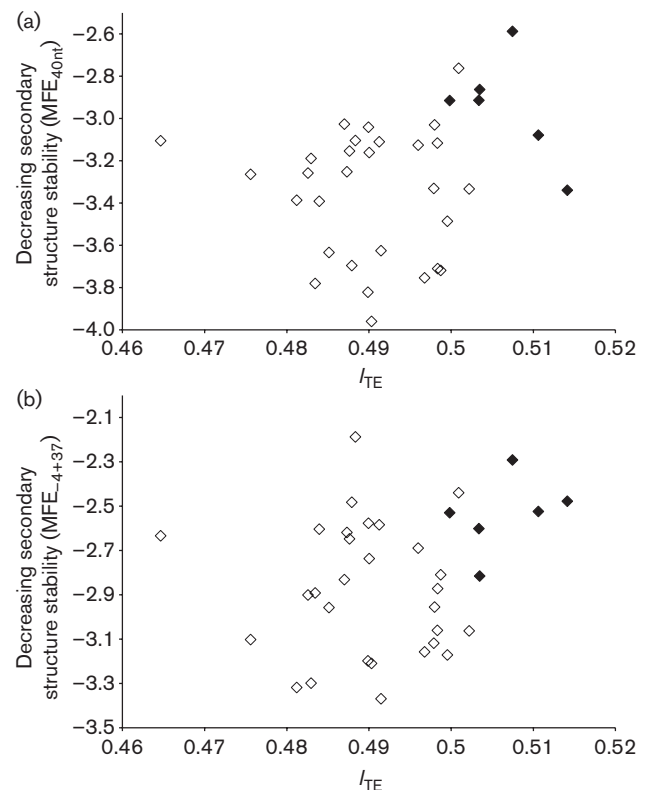 (a)
Decreasing secondary
structure stability (MFE40nt)
−2.6
−2.8
−3.0
−3.2
−3.4
−3.6
−3.8
−4.0
0.46 0.47 0.48 0.49 0.5 0.51 0.52
ITE
(b)
Decreasing secondary
structure stability (MFE−4+37)
−2.1
−2.3
−2.5
−2.7
−2.9
−3.1
−3.3
−3.5
0.46 0.47 0.48 0.49 0.5 0.51 0.52
ITE